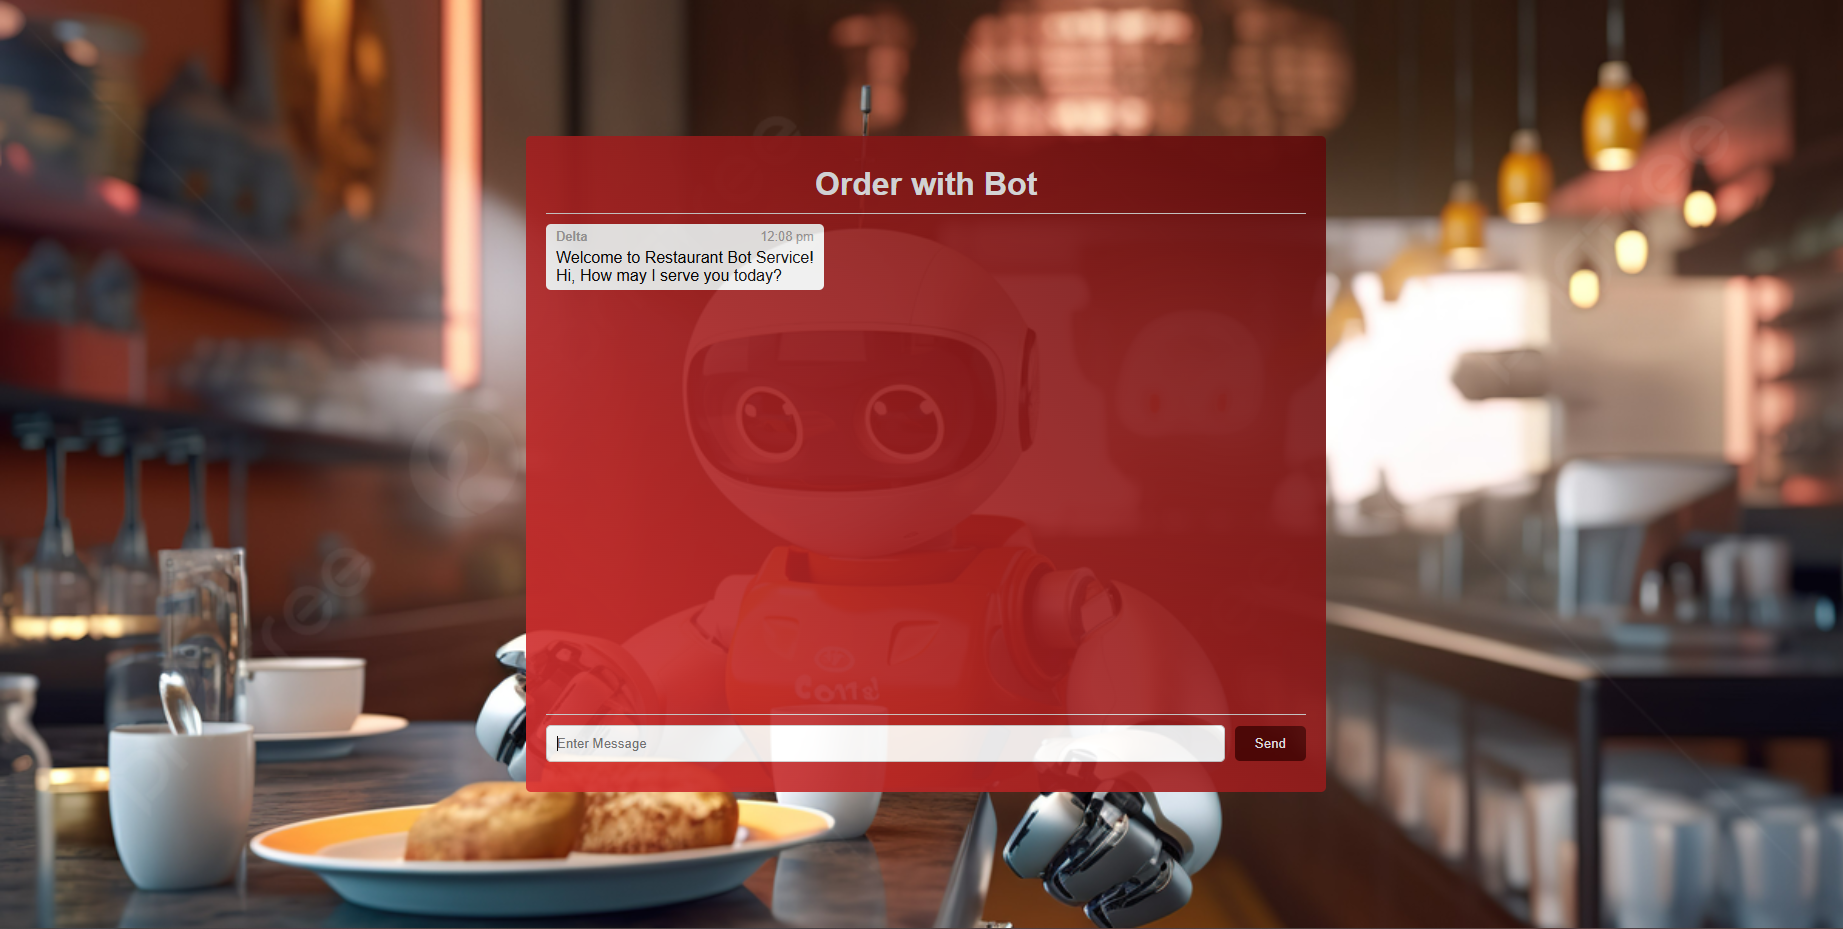 Order with Bot
Delta 12:08 pm
Welcome to Restaurant Bot Service!
Hi, How may I serve you today?
Enter Message
Send